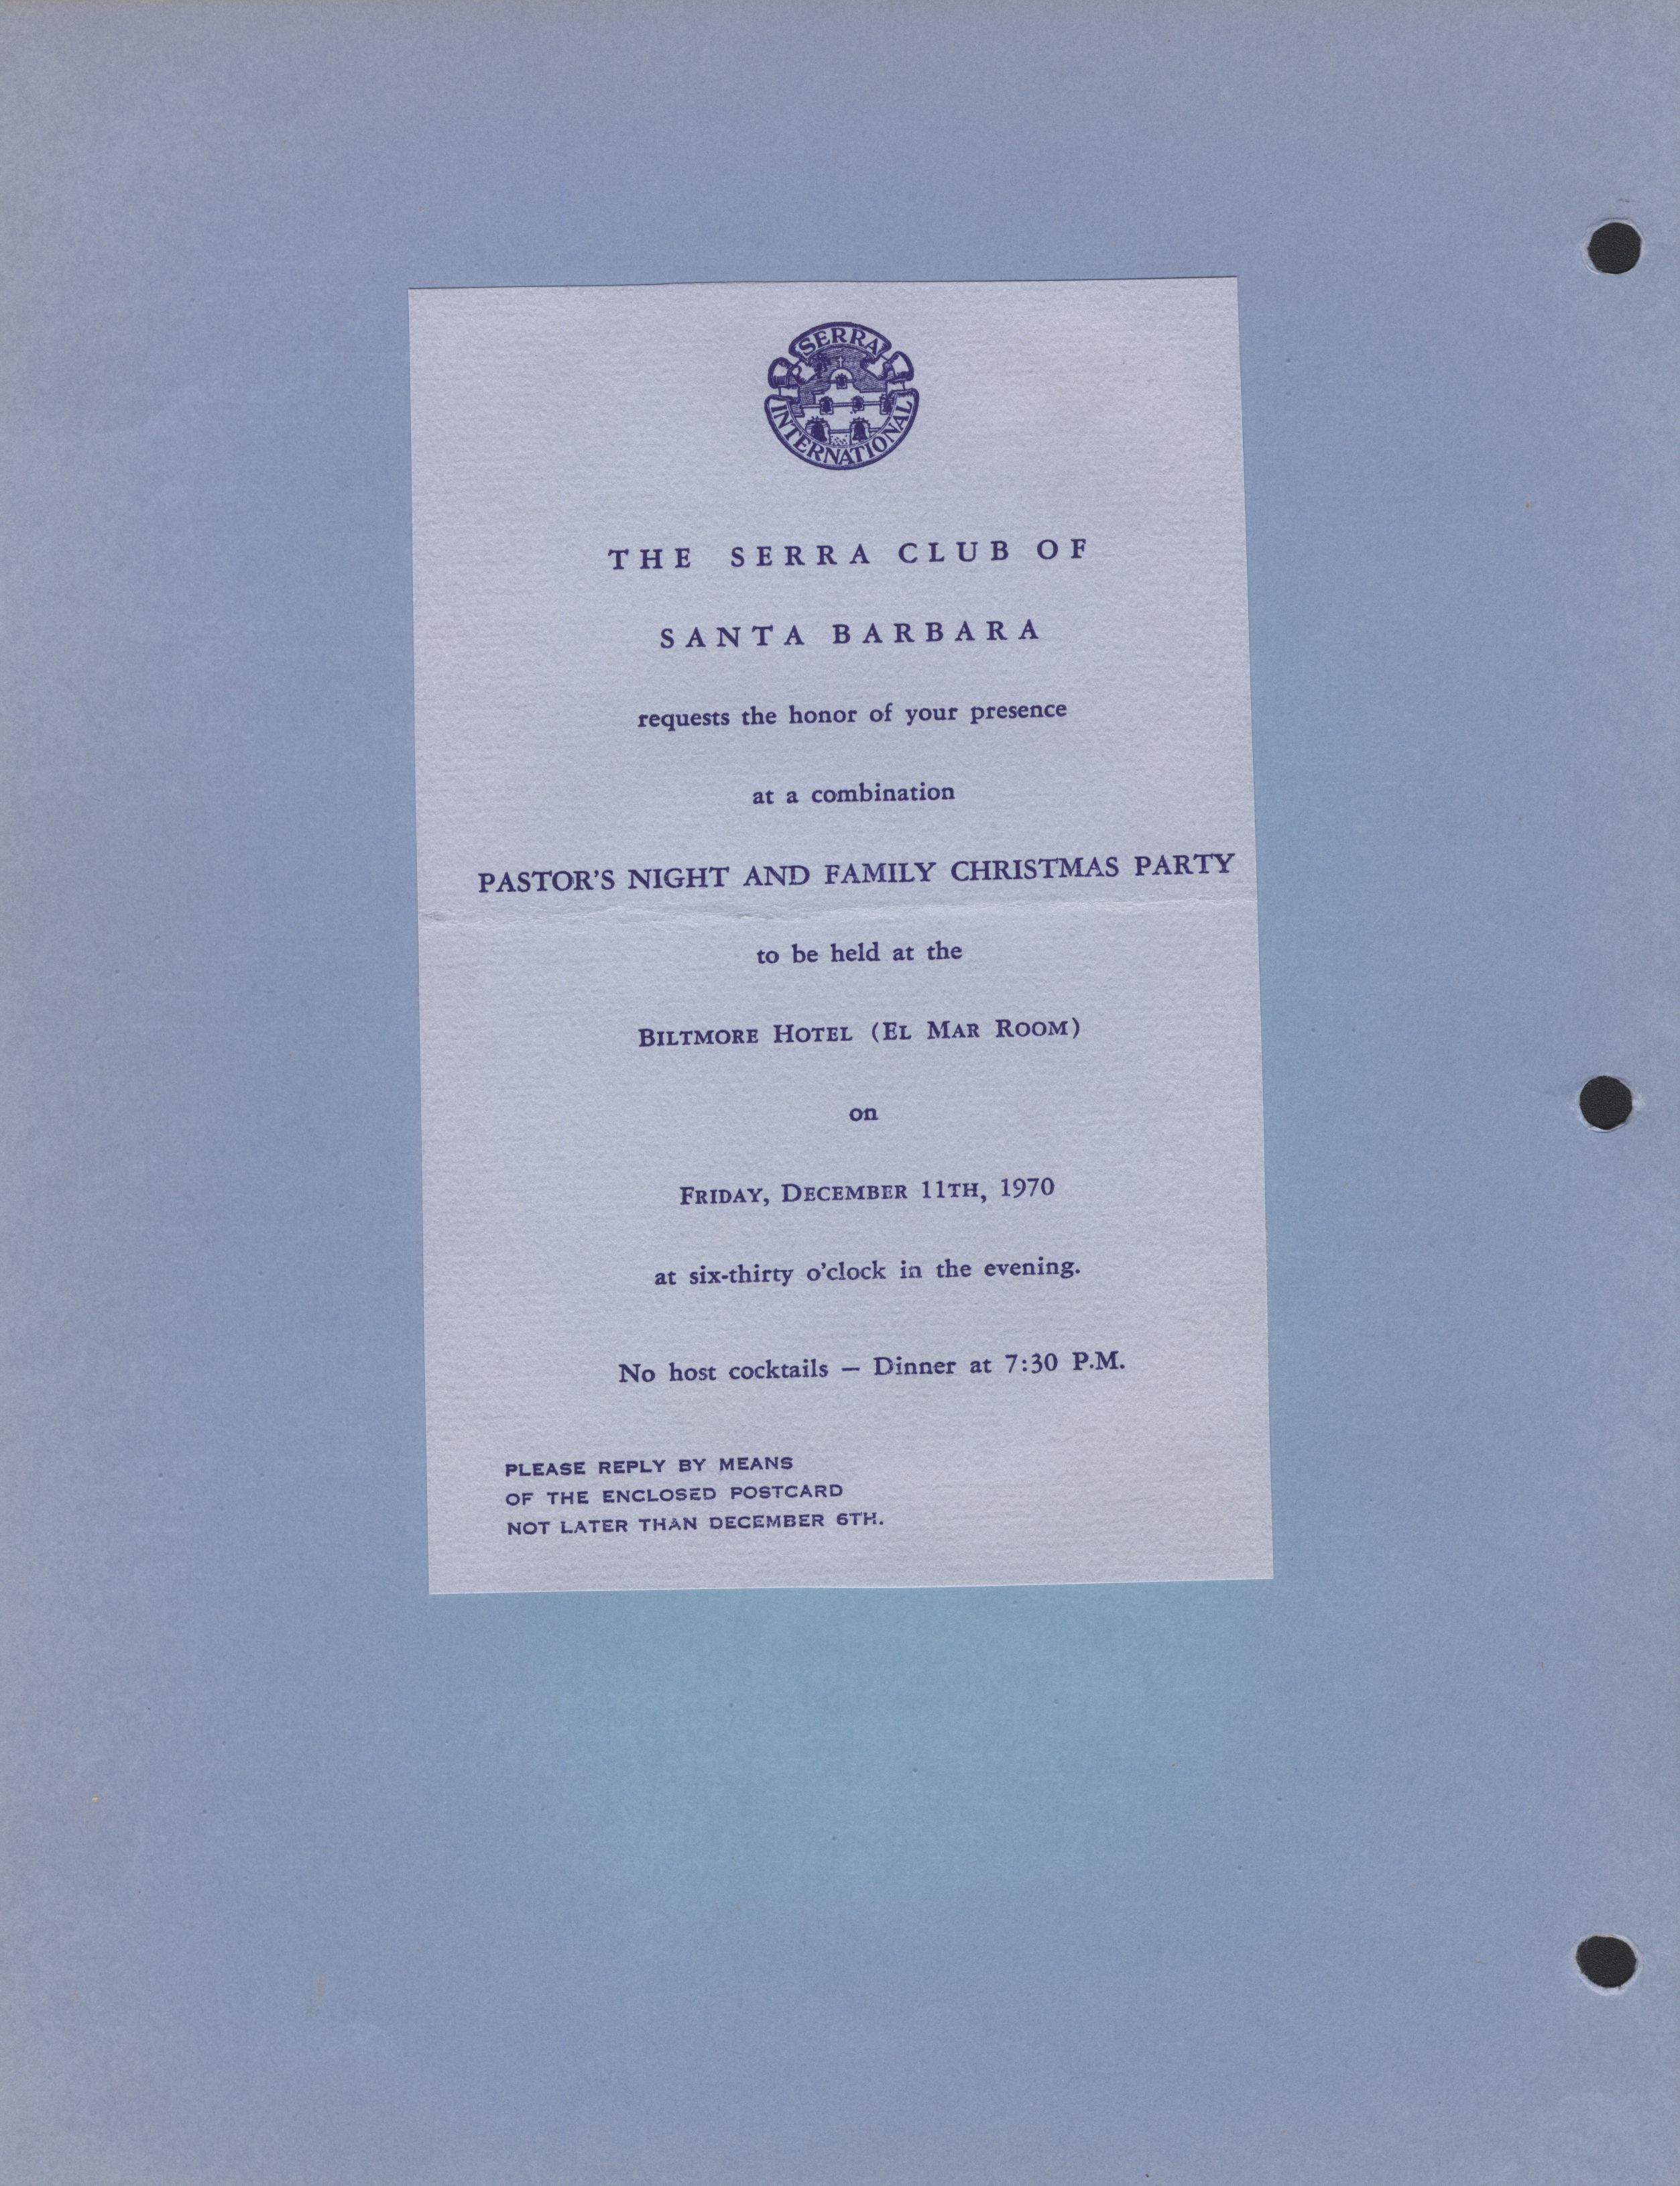 SERRA
INTERNATIONAL
THE SERRA CLUB OF
SANTA BARBARA
requests the honor of your presence
at a combination
PASTOR'S NIGHT AND FAMILY CHRISTMAS PARTY
to be held at the
BILTMORE HOTEL (EL MAR ROOM)
on
FRIDAY, DECEMBER 11TH, 1970
at six-thirty o'clock in the evening.
No host cocktails — Dinner at 7:30 P.M.
PLEASE REPLY BY MEANS
OF THE ENCLOSED POSTCARD
NOT LATER THAN DECEMBER 6TH.